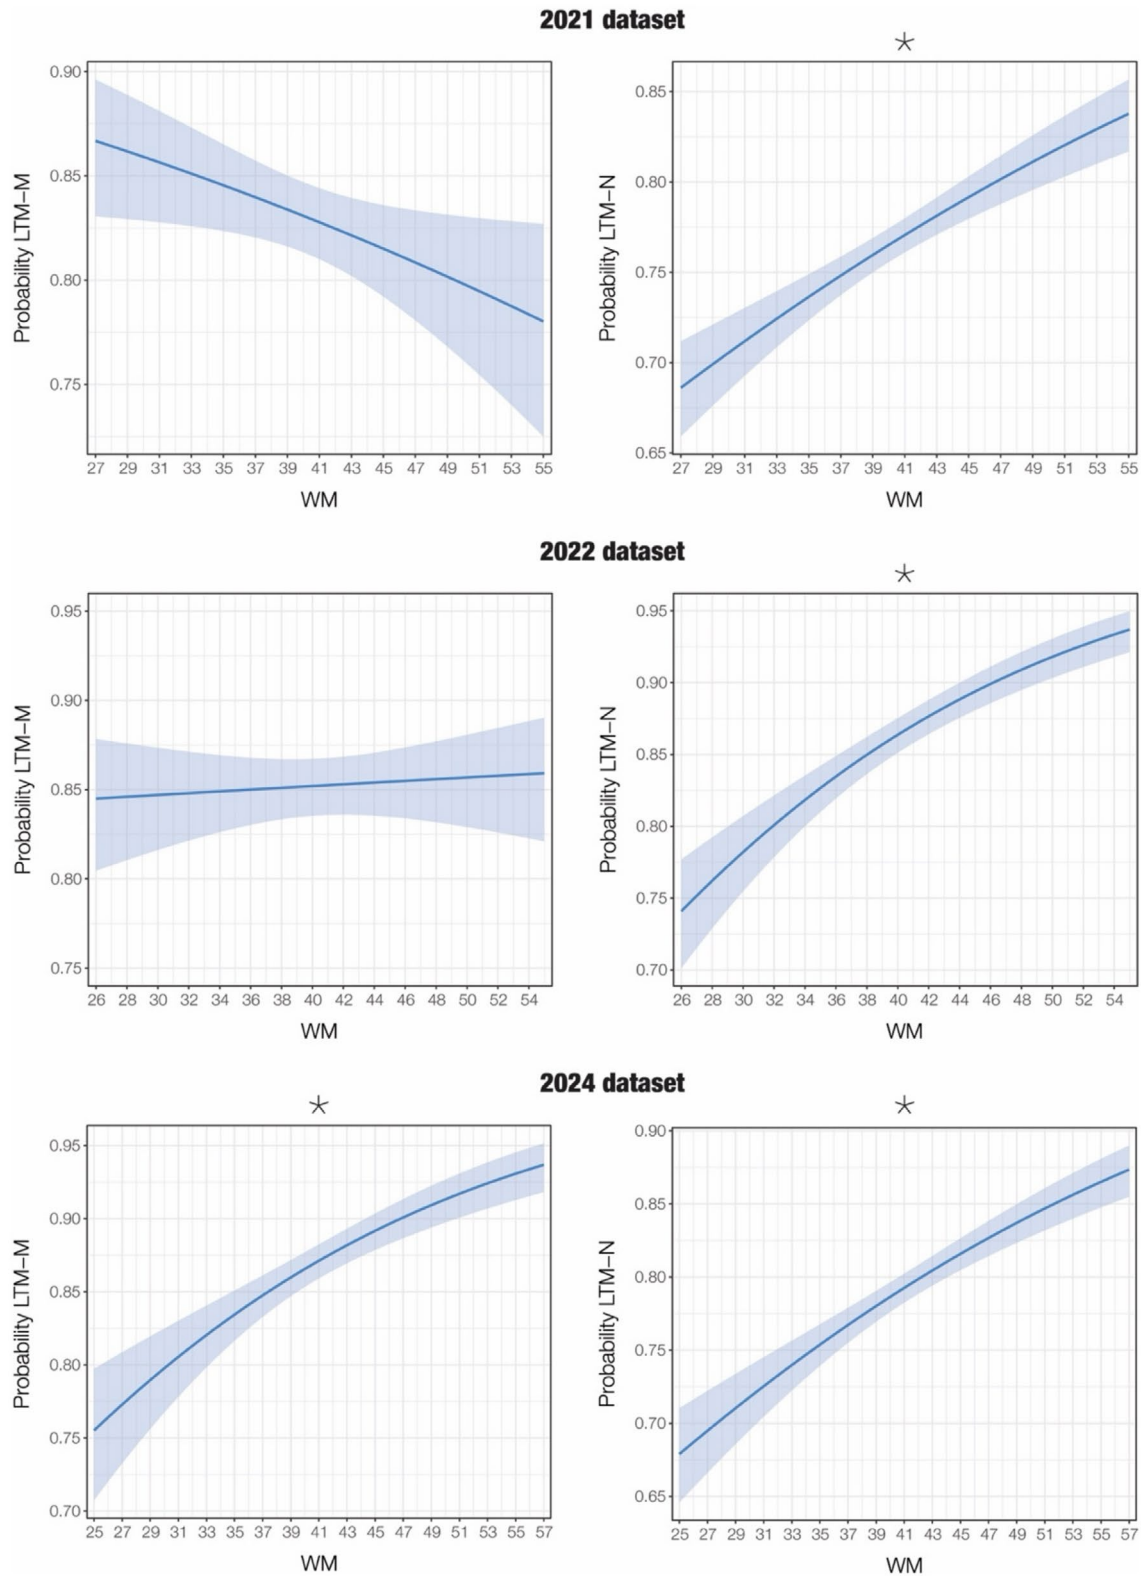 2021 dataset
*
0.90
0.85
0.80
0.75
Probability LTM–M
27 29 31 33 35 37 39 41 43 45 47 49 51 53 55
WM
0.85
0.80
0.75
0.70
0.65
Probability LTM–N
27 29 31 33 35 37 39 41 43 45 47 49 51 53 55
WM
2022 dataset
*
0.95
0.90
0.85
0.80
0.75
Probability LTM–M
26 28 30 32 34 36 38 40 42 44 46 48 50 52 54
WM
0.95
0.90
0.85
0.80
0.75
0.70
Probability LTM–N
26 28 30 32 34 36 38 40 42 44 46 48 50 52 54
WM
2024 dataset
* *
0.95
0.90
0.85
0.80
0.75
0.70
Probability LTM–M
25 27 29 31 33 35 37 39 41 43 45 47 49 51 53 55 57
WM
0.90
0.85
0.80
0.75
0.70
0.65
Probability LTM–N
25 27 29 31 33 35 37 39 41 43 45 47 49 51 53 55 57
WM